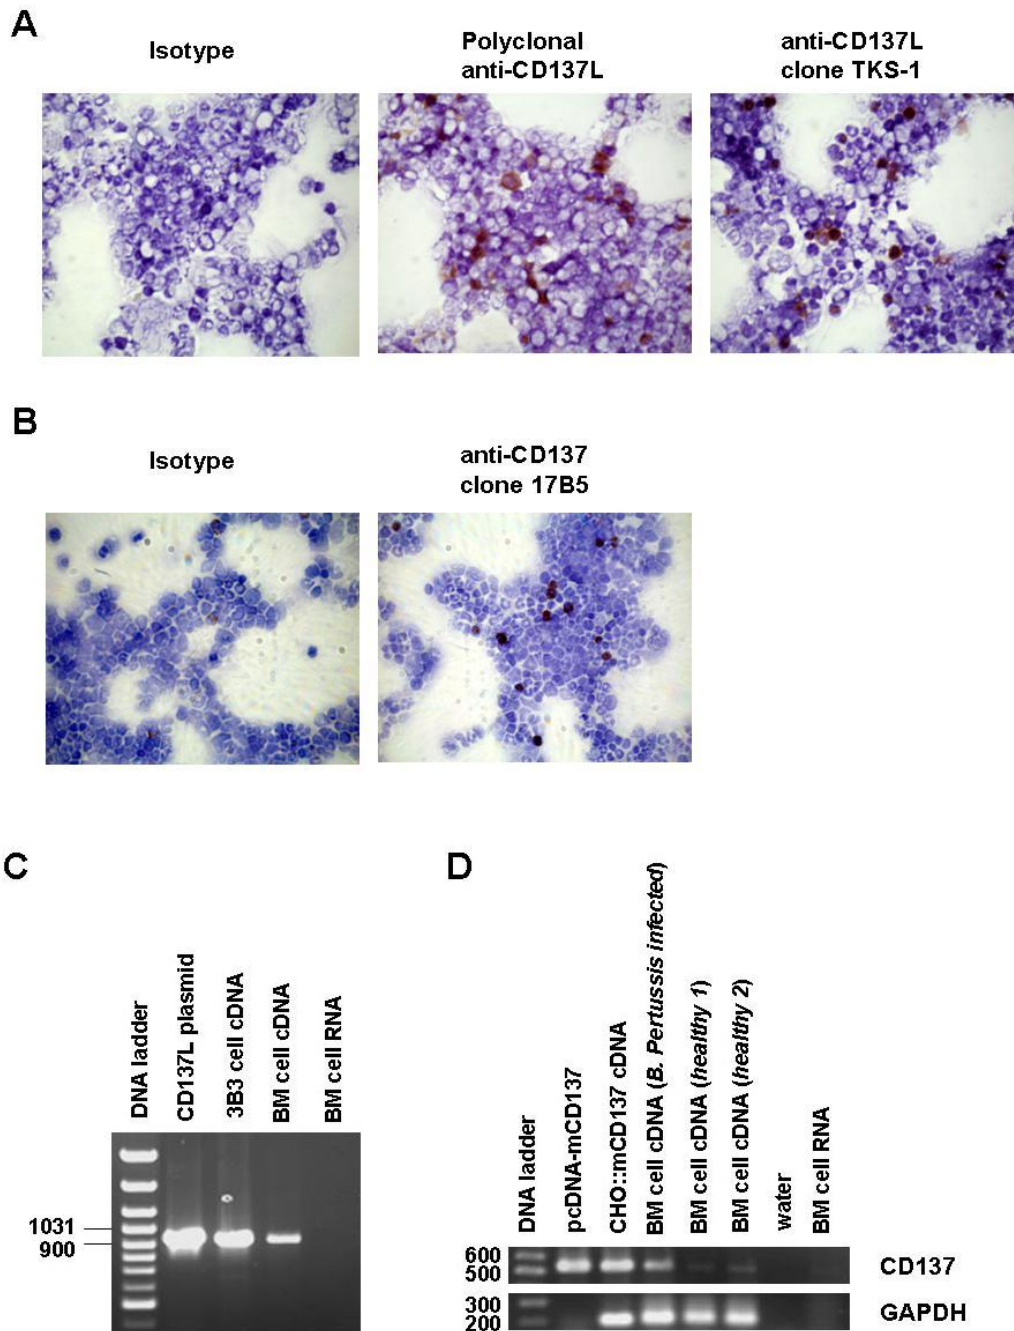 A
Isotype
Polyclonal
anti-CD137L
anti-CD137L
clone TKS-1
B
Isotype
anti-CD137
clone 17B5
C
DNA ladder
CD137L plasmid
3B3 cell cDNA
BM cell cDNA
BM cell RNA
1031
900
D
DNA ladder
pcDNA-mCD137
CHO::mCD137 cDNA
BM cell cDNA (B. Pertussis infected)
BM cell cDNA (healthy 1)
BM cell cDNA (healthy 2)
water
BM cell RNA
600
500
CD137
300
200
GAPDH